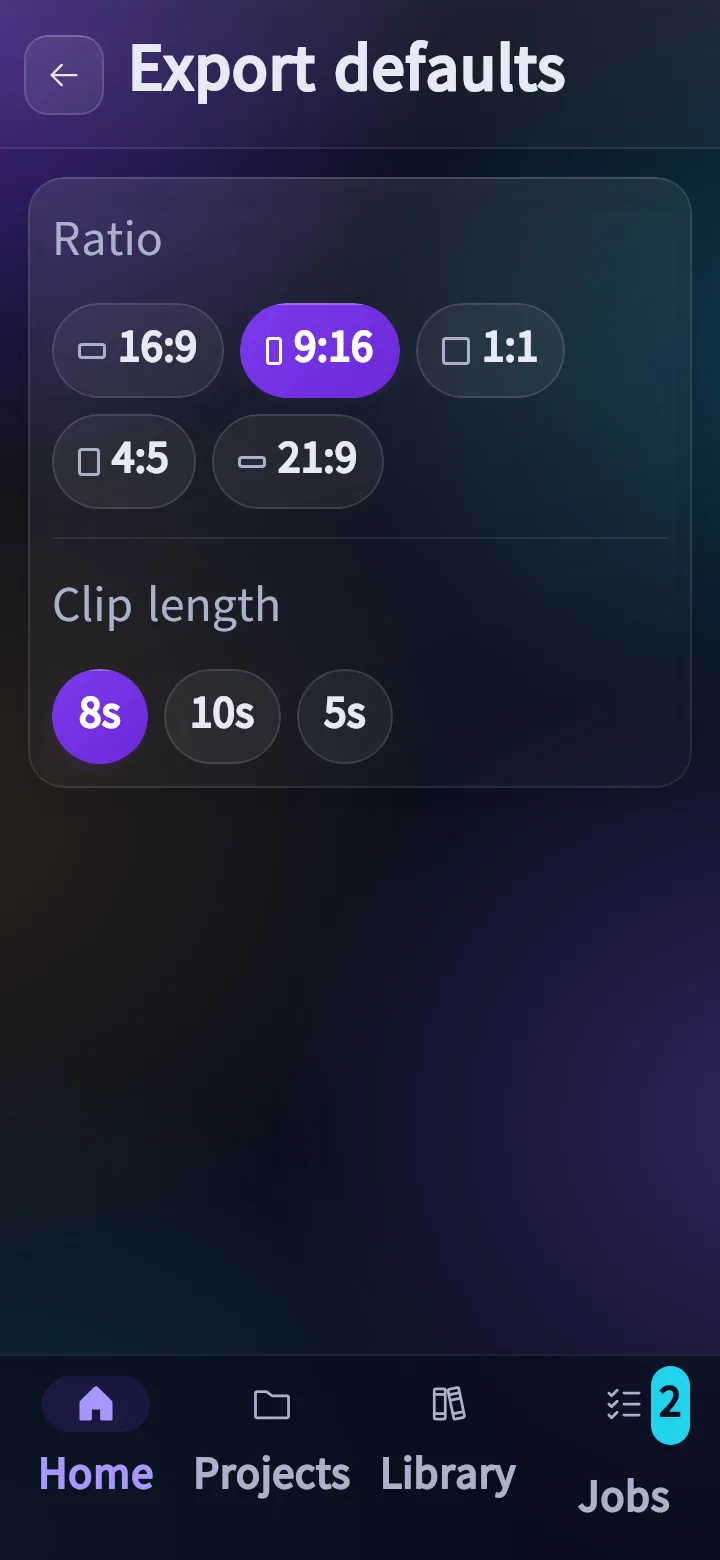 Export defaults
Ratio
16:9 9:16 1:1
4:5 21:9
Clip length
8s 10s 5s
2
Home Projects Library Jobs